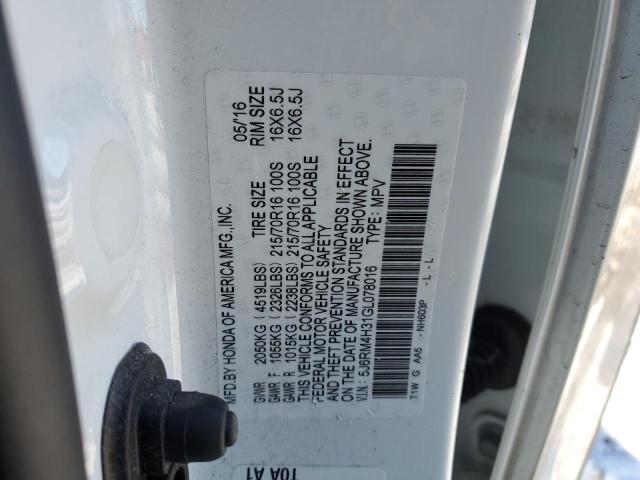 MFD.BY HONDA OF AMERICA MFG.,INC. 05/16
GVWR 2050KG (4519LBS) TIRE SIZE RIM SIZE
GAWR F 1055KG (2328LBS) 215/70R16 100S 16X6.5J
GAWR R 1015KG (2239LBS) 215/70R16 100S 16X6.5J
THIS VEHICLE CONFORMS TO ALL APPLICABLE
FEDERAL MOTOR VEHICLE SAFETY
AND THEFT PREVENTION STANDARDS IN EFFECT
ON THE DATE OF MANUFACTURE SHOWN ABOVE.
V.I.N.: 5J6RM4H31GL078016 TYPE: MPV
T1W G AA5 - NH603P - L . L
10A A1